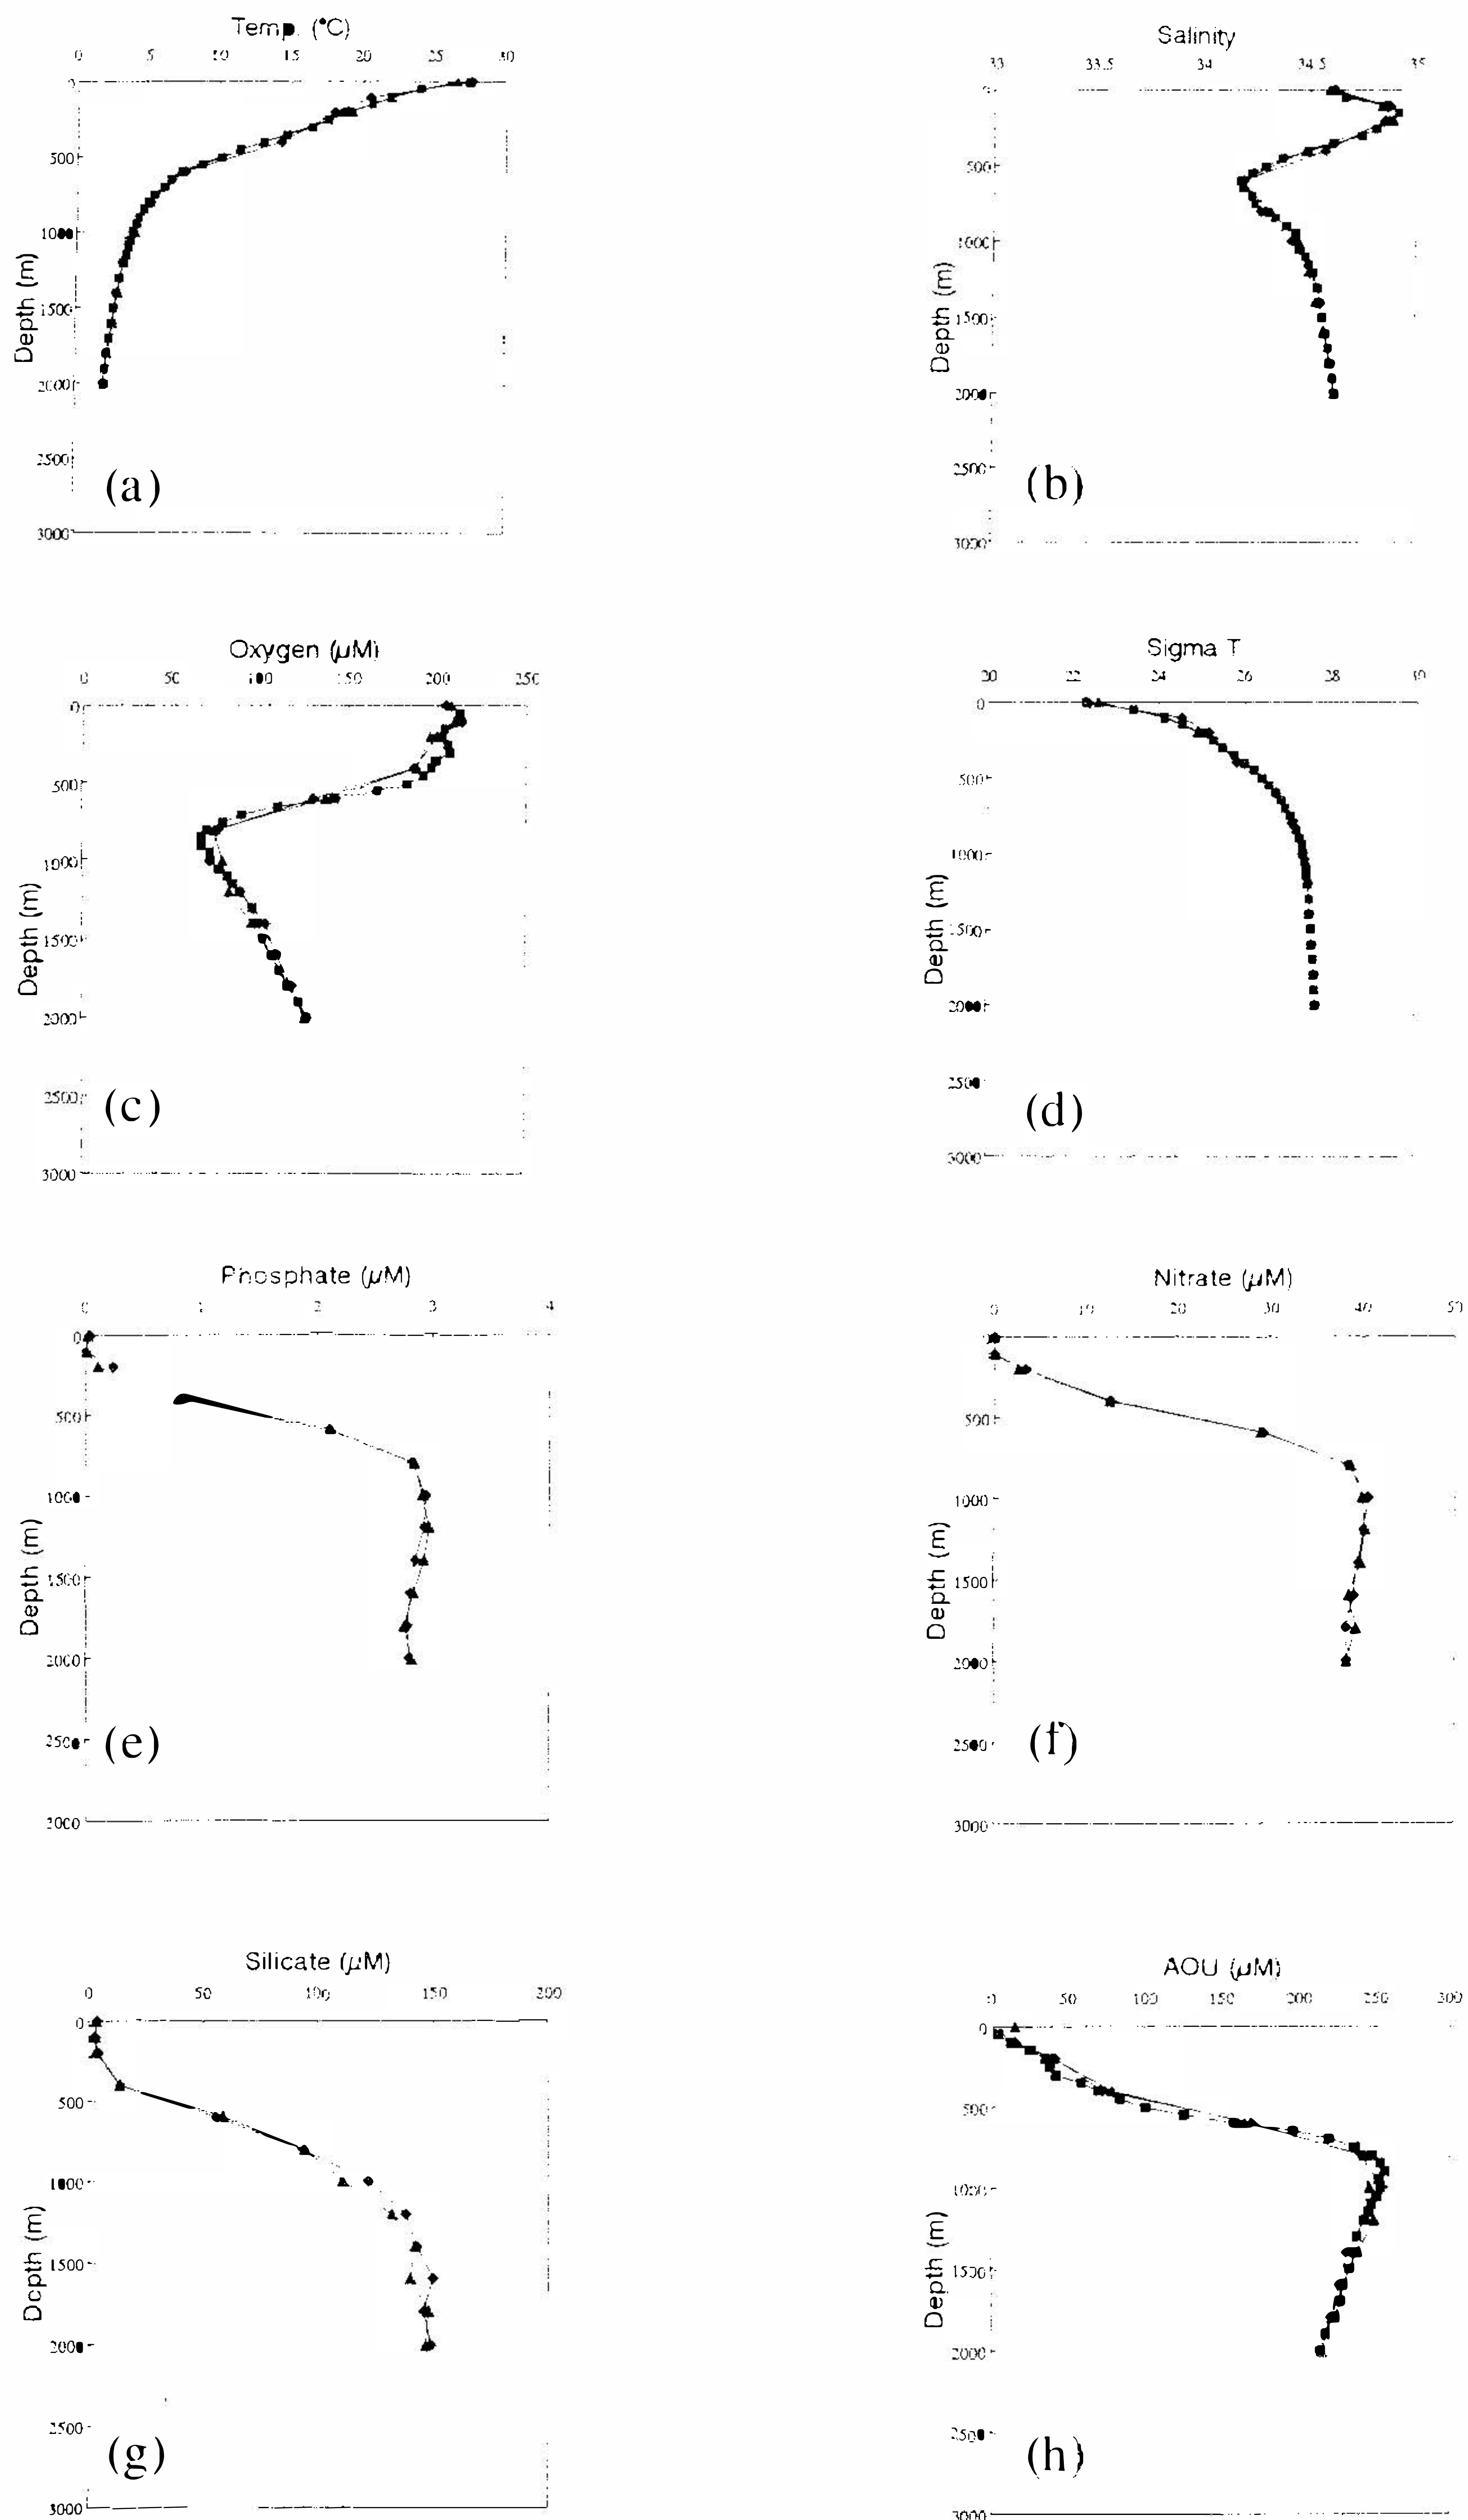 Temp. (°C)
0 5 10 15 20 25 30
0
500
1000
1500
2000
2500
3000
Depth (m)
(a)
Salinity
33 33.5 34 34.5 35
0
500
1000
1500
2000
2500
3000
Depth (m)
(b)
Oxygen (μM)
0 50 100 150 200 250
0
500
1000
1500
2000
2500
3000
Depth (m)
(c)
Sigma T
20 22 24 26 28 30
0
500
1000
1500
2000
2500
3000
Depth (m)
(d)
Phosphate (μM)
0 1 2 3 4
0
500
1000
1500
2000
2500
3000
Depth (m)
(e)
Nitrate (μM)
0 10 20 30 40 50
500
1000
1500
2000
2500
3000
Depth (m)
(f)
Silicate (μM)
0 50 100 150 200
0
500
1000
1500
2000
2500
3000
Depth (m)
(g)
AOU (μM)
0 50 100 150 200 250 300
0
500
1000
1500
2000
2500
3000
Depth (m)
(h)